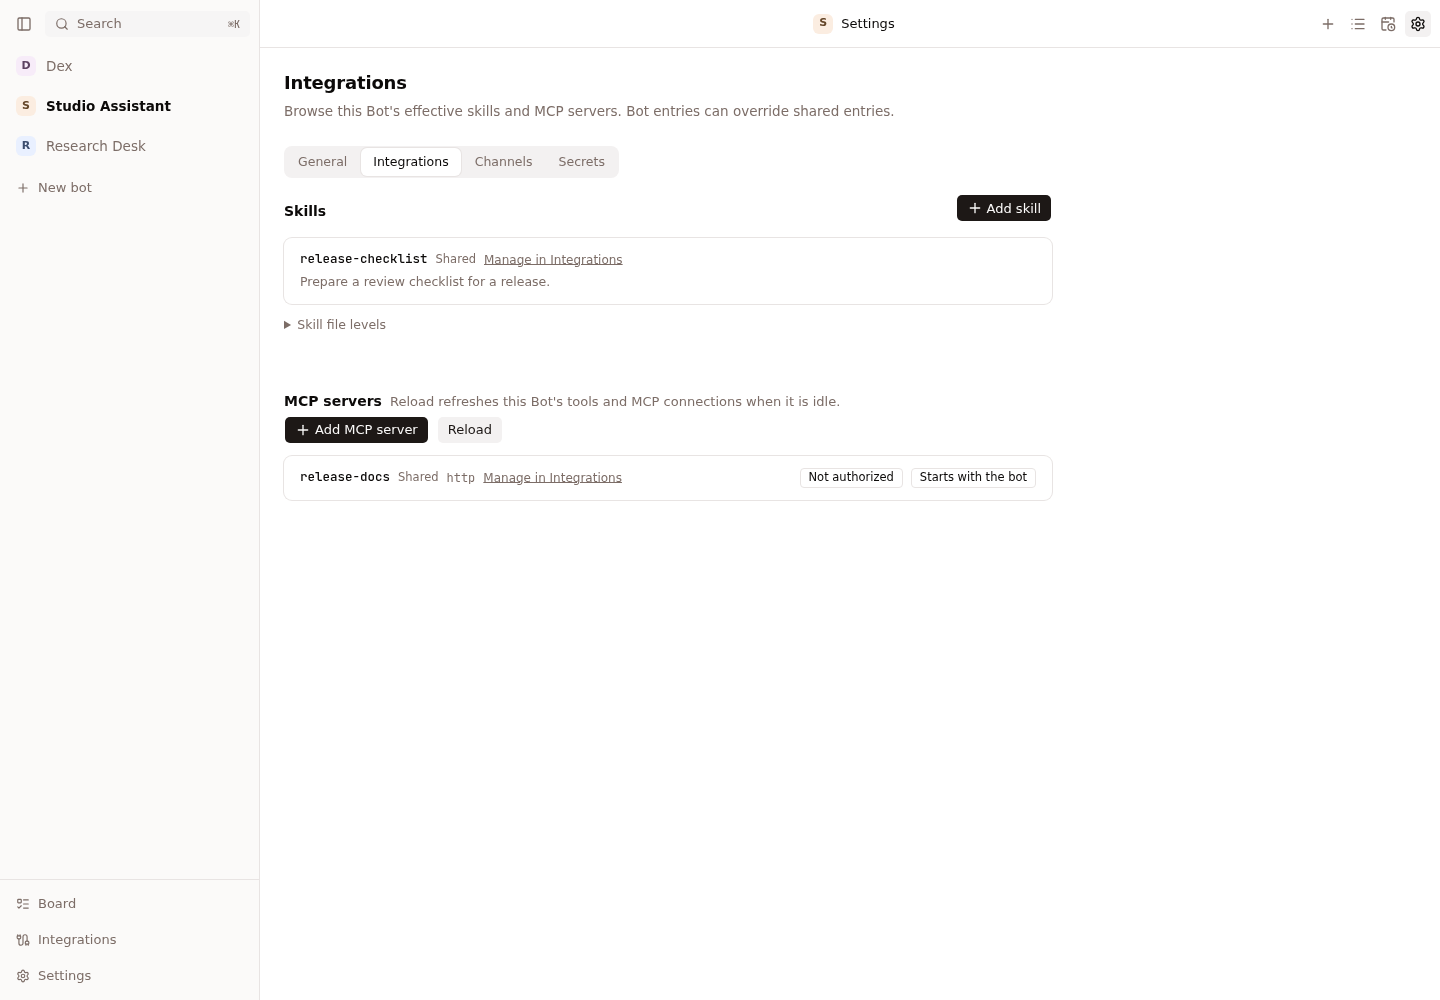 Search ⌘K
D Dex
S Studio Assistant
R Research Desk
New bot
Board
Integrations
Settings
S Settings
Integrations
Browse this Bot's effective skills and MCP servers. Bot entries can override shared entries.
General Integrations Channels Secrets
Skills
Add skill
release-checklist Shared Manage in Integrations
Prepare a review checklist for a release.
Skill file levels
MCP servers Reload refreshes this Bot's tools and MCP connections when it is idle.
Add MCP server Reload
release-docs Shared http Manage in Integrations Not authorized Starts with the bot